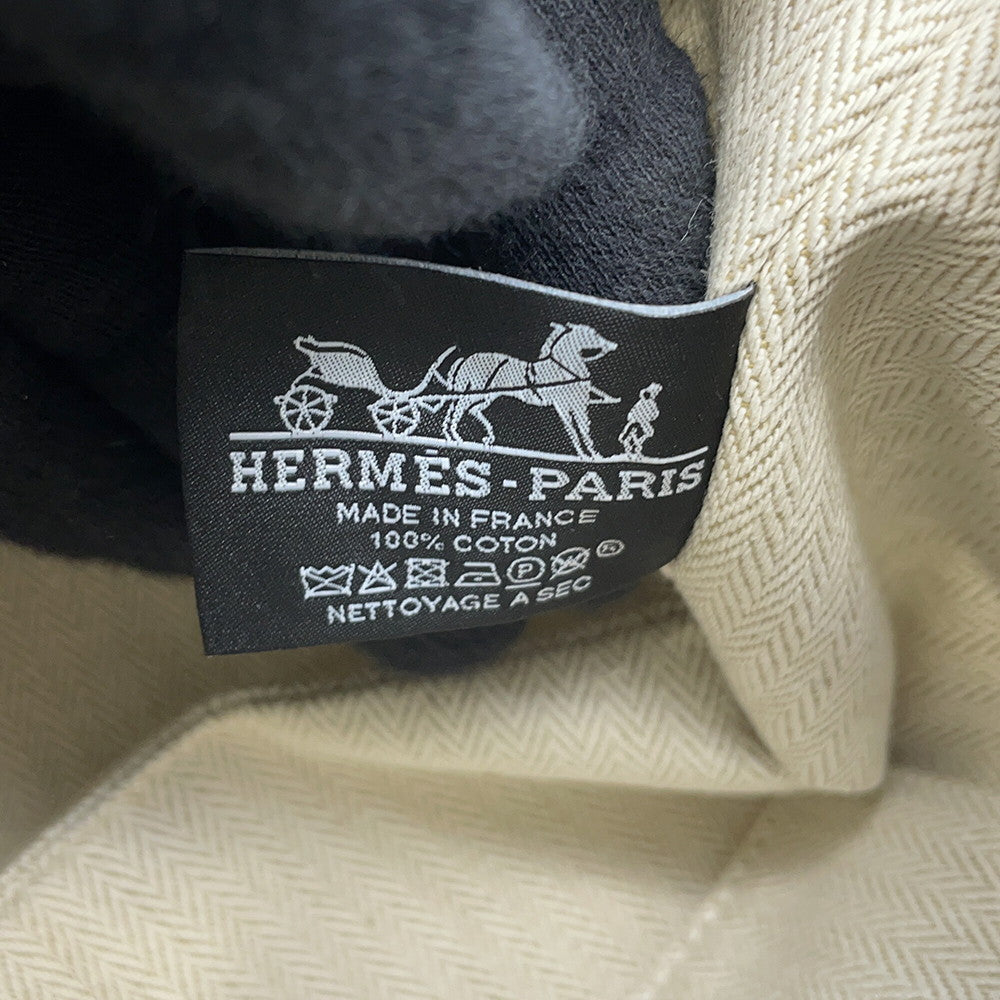 HERMÈS-PARIS
MADE IN FRANCE
100% COTON
P
NETTOYAGE A SEC